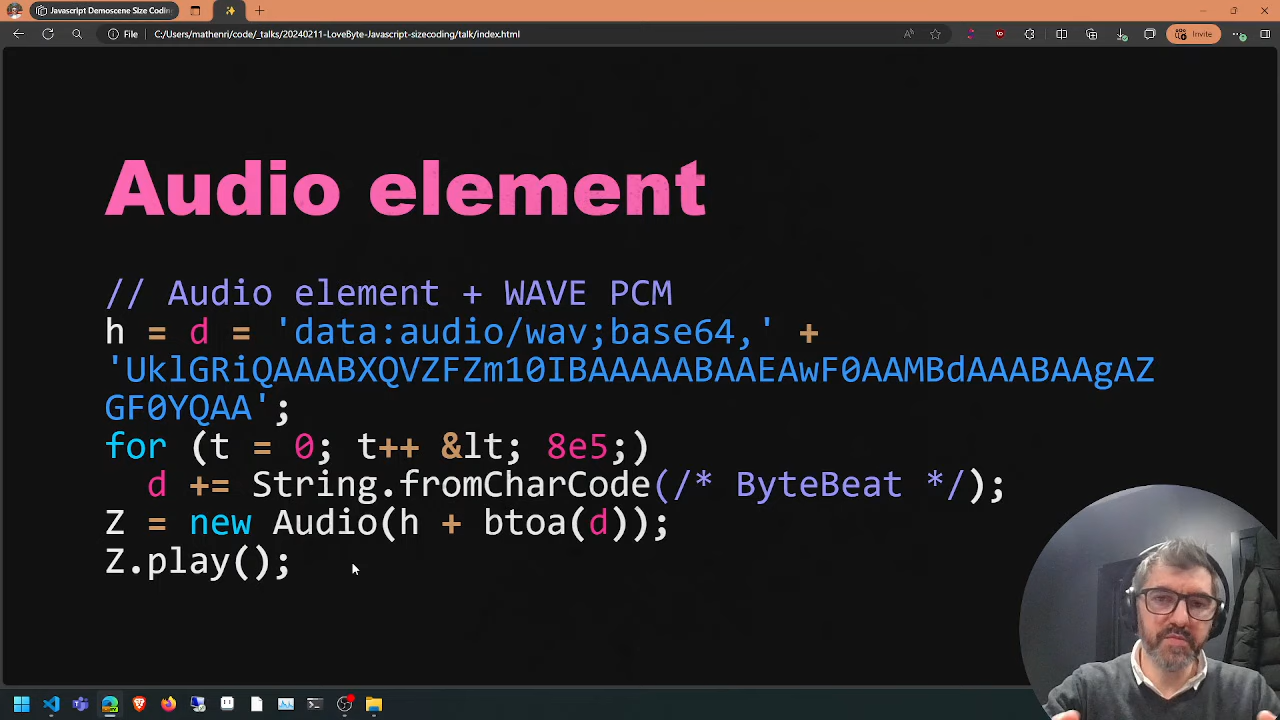 Javascript Demoscene Size Codin
File C:/Users/mathenri/code/_talks/20240211-LoveByte-Javascript-sizecoding/talk/index.html
Invite
Audio element
// Audio element + WAVE PCM
h = d = 'data:audio/wav;base64,' +
'UklGRiQAAABXQVZFZm10IBAAAAABAAEAwF0AAMBdAAABAAgAZ
GF0YQAA';
for (t = 0; t++ &lt; 8e5;)
d += String.fromCharCode(/* ByteBeat */);
Z = new Audio(h + btoa(d));
Z.play();